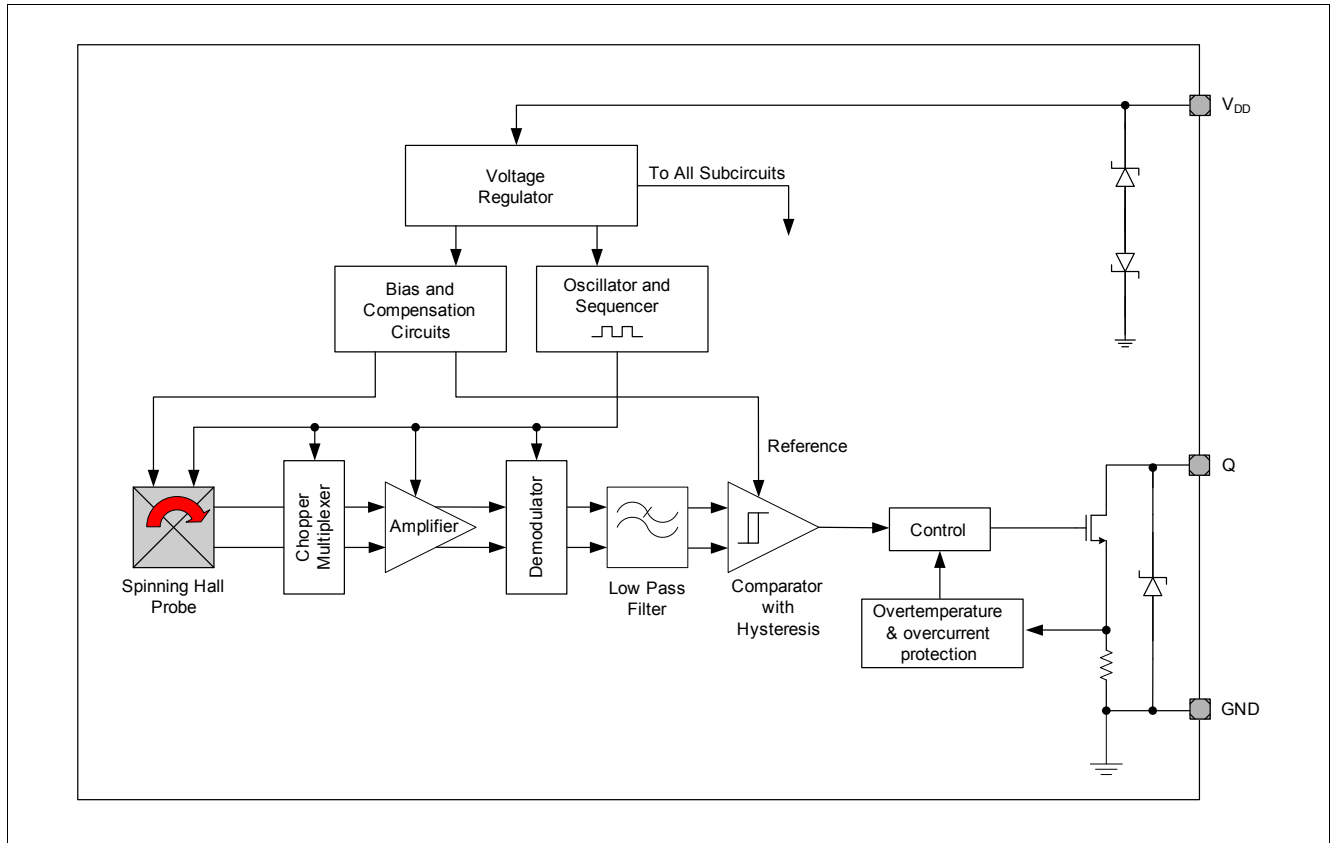 V_DD
Voltage
Regulator
To All Subcircuits
Bias and
Compensation
Circuits
Oscillator and
Sequencer
Reference
Q
Chopper
Multiplexer
Amplifier
Demodulator
Control
Spinning Hall
Probe
Low Pass
Filter
Comparator
with
Hysteresis
Overtemperature
& overcurrent
protection
GND